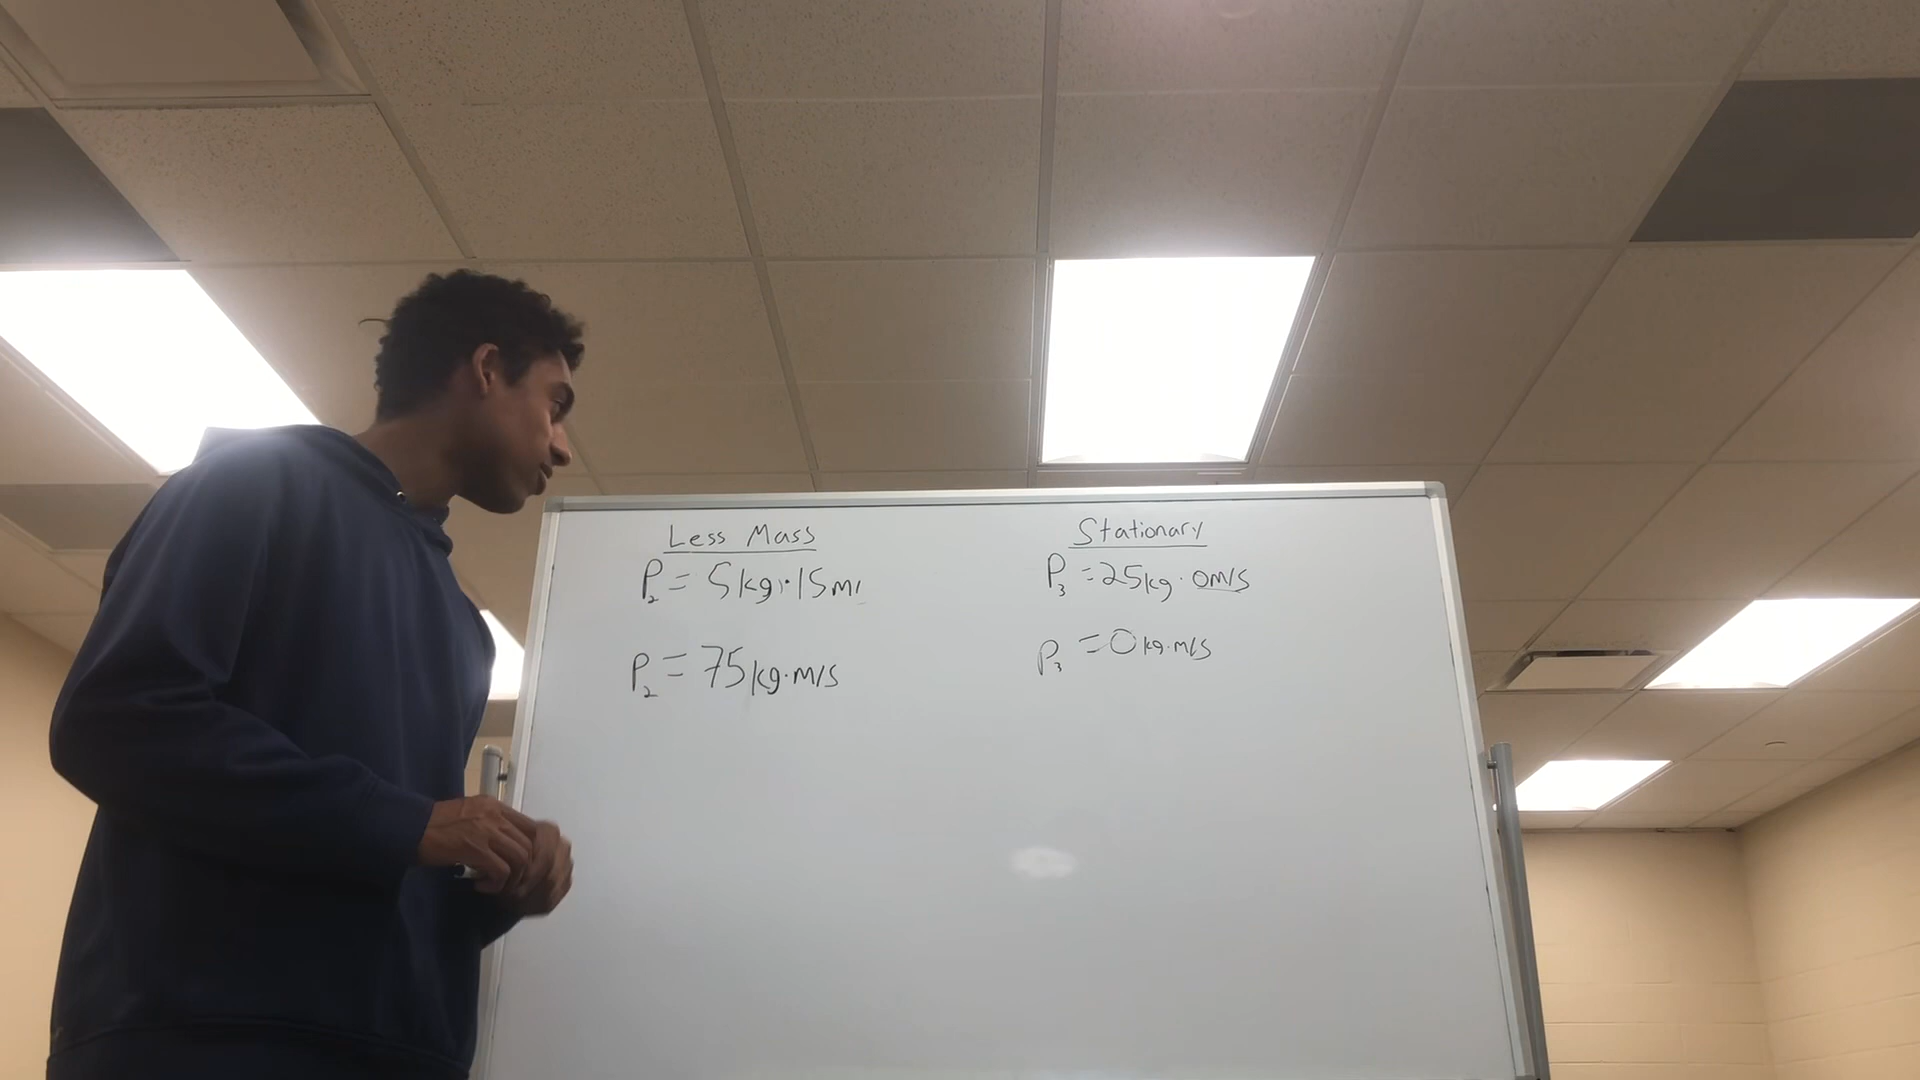 Less Mass
P₂ = 5kg·15m/
P₂ = 75kg·m/s
Stationary
P₃ = 25kg·0m/s
P₃ = 0kg·m/s